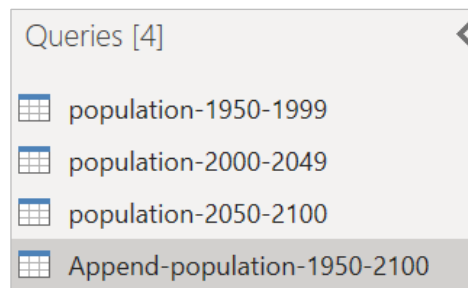 Queries [4]
population-1950-1999
population-2000-2049
population-2050-2100
Append-population-1950-2100